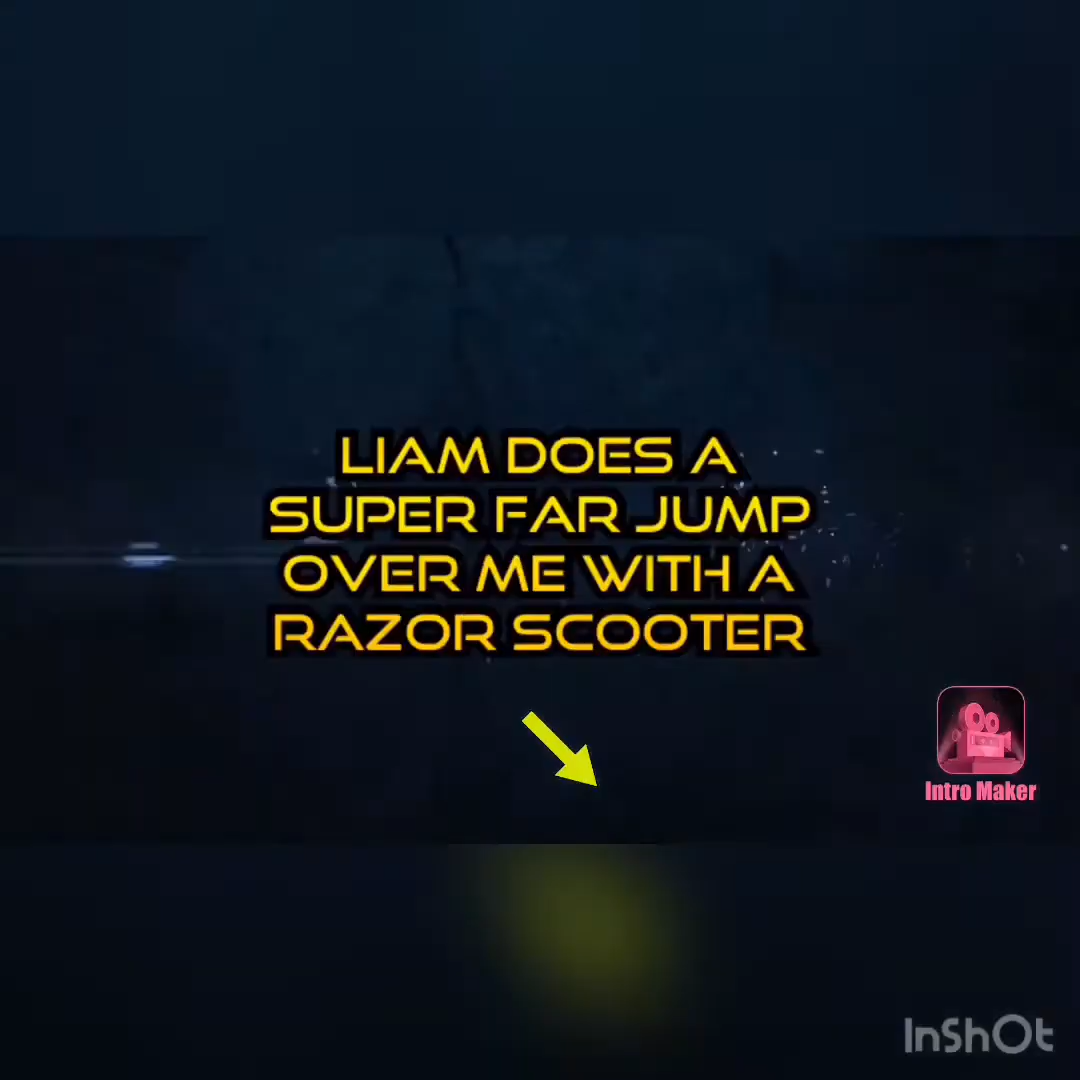 LIAM DOES A
SUPER FAR JUMP
OVER ME WITH A
RAZOR SCOOTER
Intro Maker
InShOt